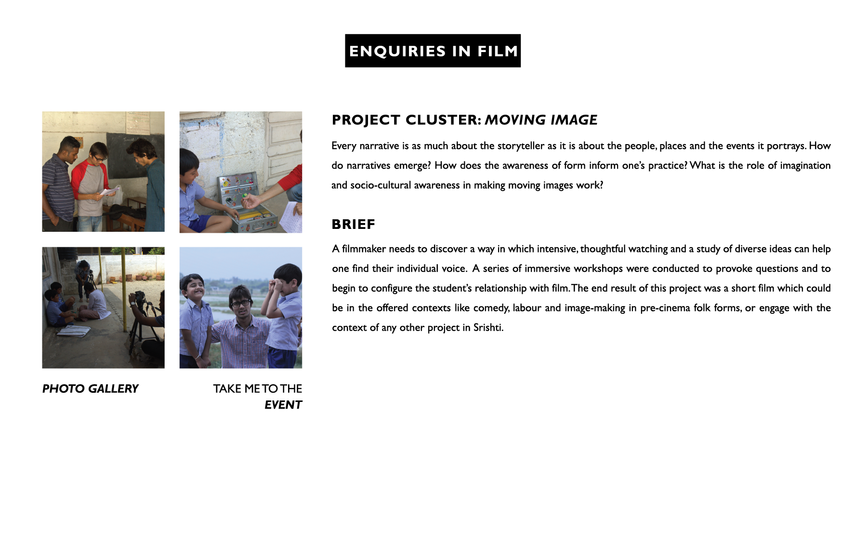 ENQUIRIES IN FILM
PROJECT CLUSTER: MOVING IMAGE
Every narrative is as much about the storyteller as it is about the people, places and the events it portrays. How
do narratives emerge? How does the awareness of form inform one's practice? What is the role of imagination
and socio-cultural awareness in making moving images work?
BRIEF
A filmmaker needs to discover a way in which intensive, thoughtful watching and a study of diverse ideas can help
one find their individual voice. A series of immersive workshops were conducted to provoke questions and to
begin to configure the student's relationship with film. The end result of this project was a short film which could
be in the offered contexts like comedy, labour and image-making in pre-cinema folk forms, or engage with the
context of any other project in Srishti.
PHOTO GALLERY
TAKE ME TO THE
EVENT